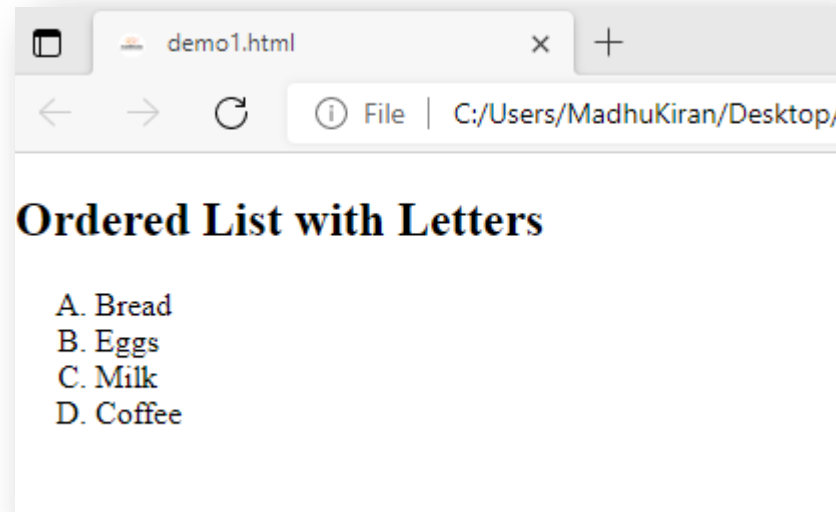 demo1.html
File | C:/Users/MadhuKiran/Desktop/
Ordered List with Letters
A. Bread
B. Eggs
C. Milk
D. Coffee